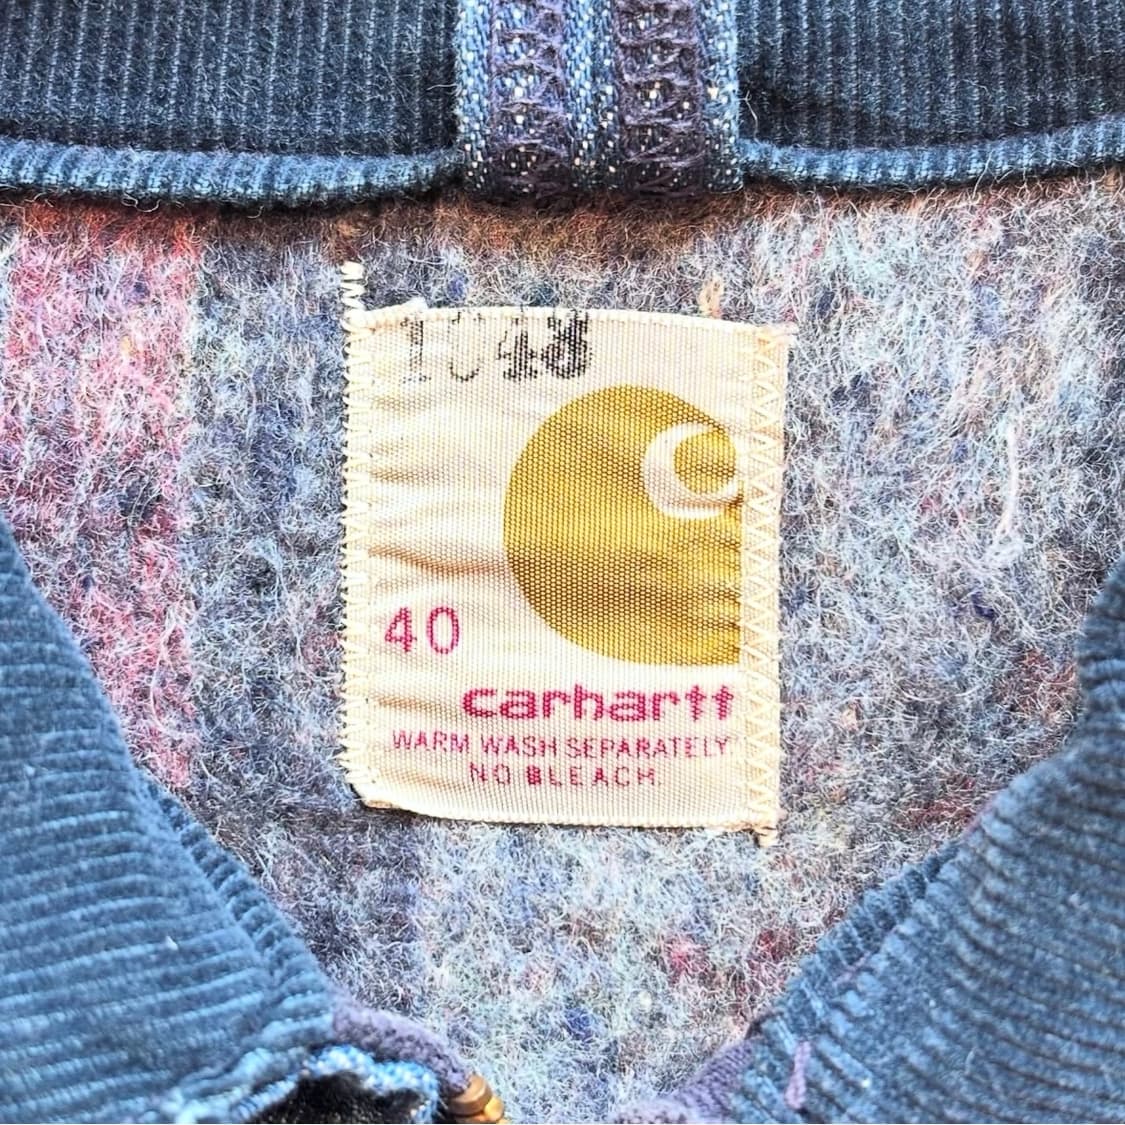 40
carhartt
WARM WASH SEPARATELY
NO BLEACH.